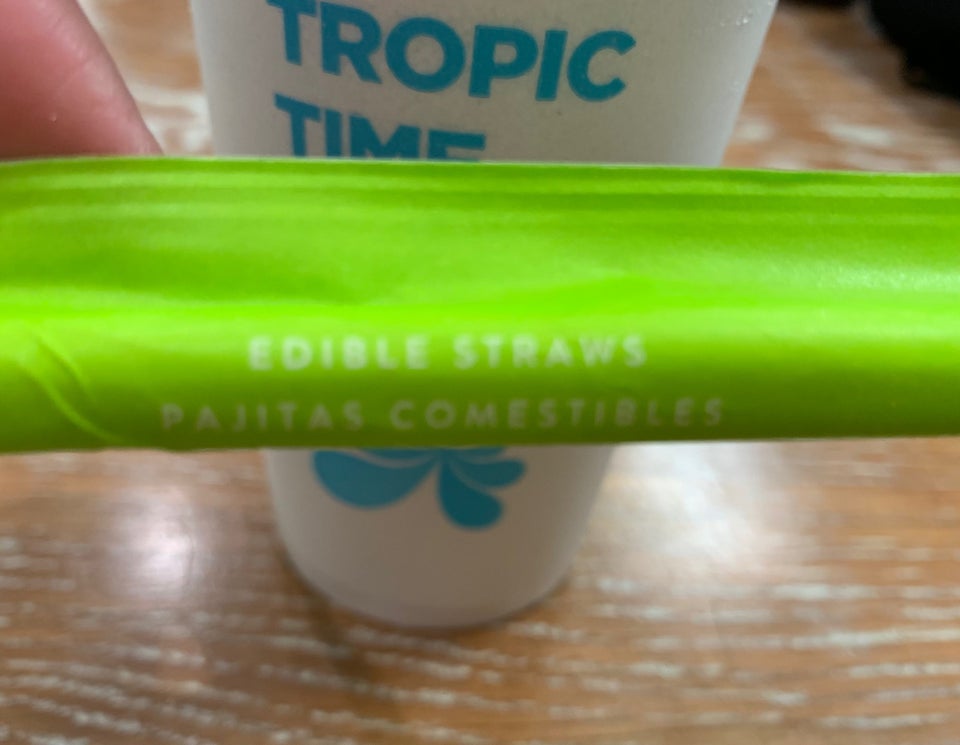 TROPIC
TIME
EDIBLE STRAWS
PAJITAS COMESTIBLES